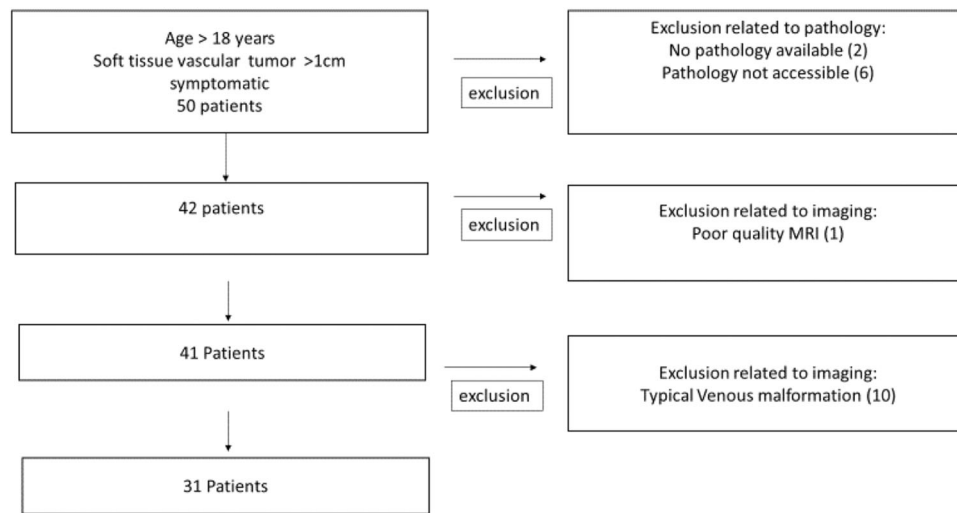 Age > 18 years
Soft tissue vascular tumor >1cm
symptomatic
50 patients
exclusion
Exclusion related to pathology:
No pathology available (2)
Pathology not accessible (6)
42 patients
exclusion
Exclusion related to imaging:
Poor quality MRI (1)
41 Patients
exclusion
Exclusion related to imaging:
Typical Venous malformation (10)
31 Patients